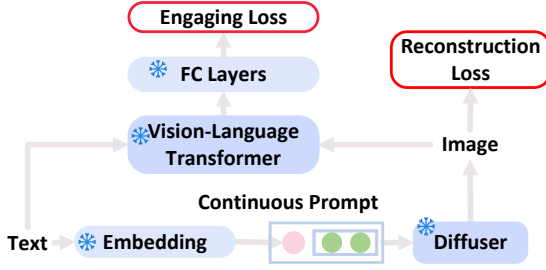 Engaging Loss
Reconstruction
Loss
FC Layers
Vision-Language
Transformer
Image
Continuous Prompt
Text
Embedding
Diffuser